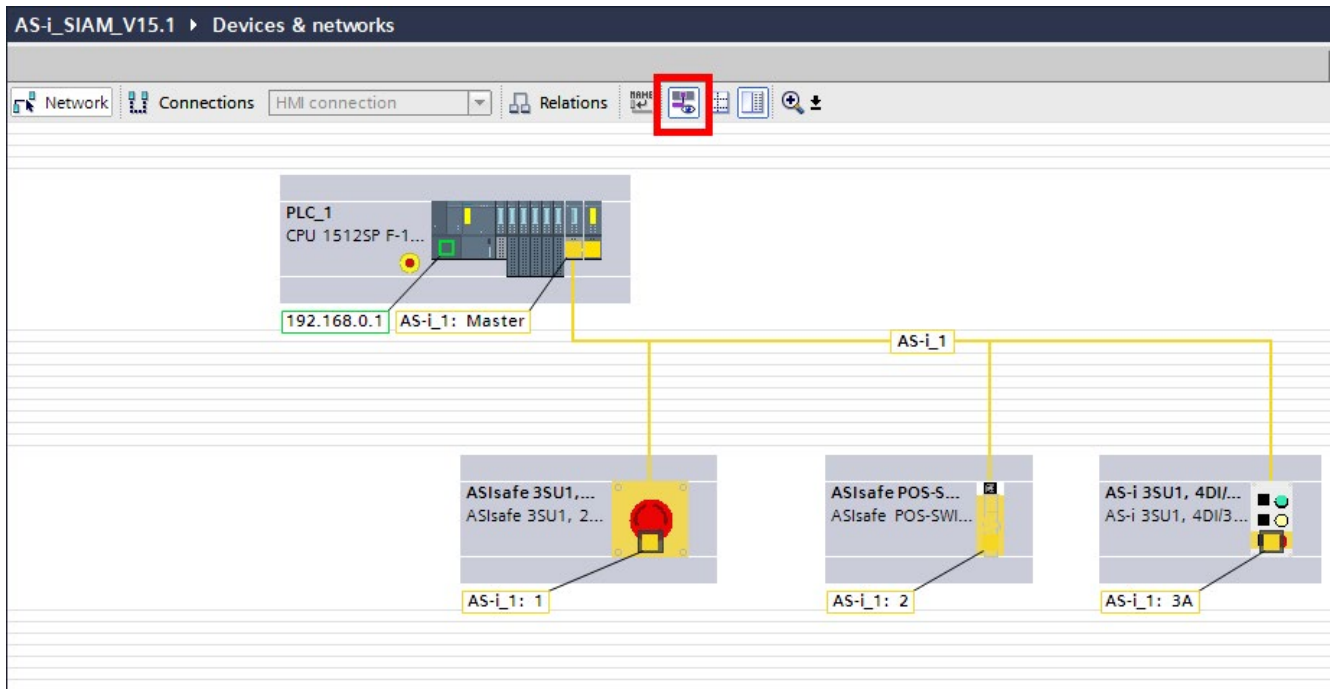 AS-i_SIAM_V15.1 ▸ Devices & networks
Network Connections HMI connection Relations
NAME
PLC_1
CPU 1512SP F-1...
192.168.0.1 AS-i_1: Master
AS-i_1
ASIsafe 3SU1,...
ASIsafe 3SU1, 2...
AS-i_1: 1
ASIsafe POS-S...
ASIsafe POS-SWI...
AS-i_1: 2
AS-i 3SU1, 4DI/...
AS-i 3SU1, 4DI/3...
AS-i_1: 3A